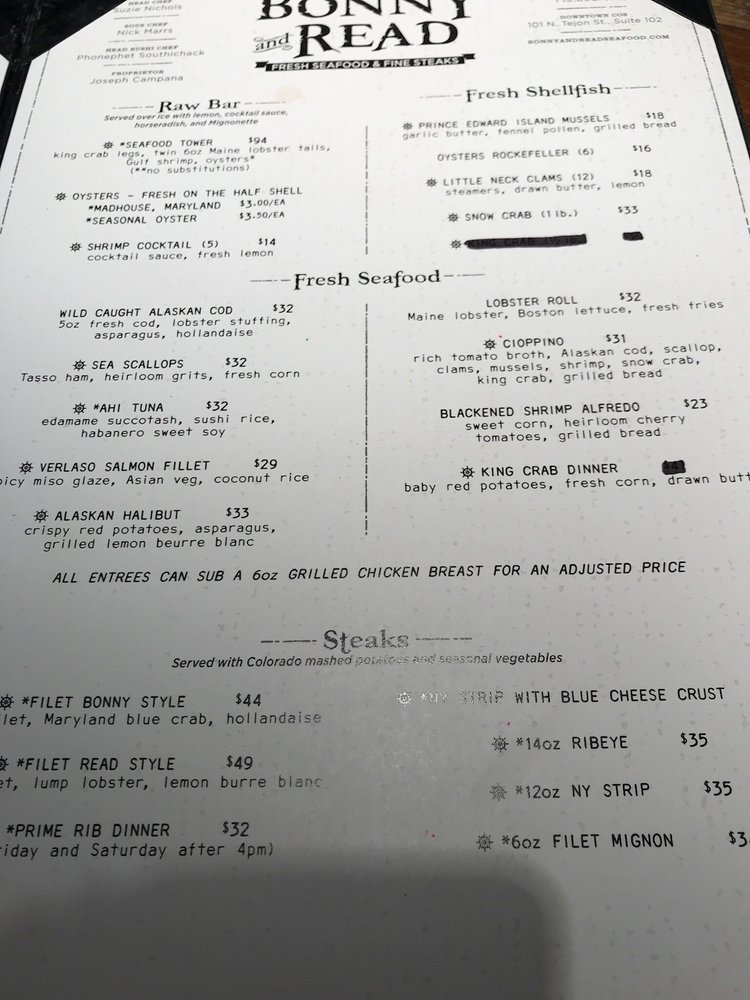 HEAD CHEF
Suzie Nichols
SOUS CHEF
Nick Marrs
HEAD SUSHI CHEF
Phonephet Southichack
PROPRIETOR
Joseph Campana
BONNY
and READ
FRESH SEAFOOD & FINE STEAKS
DOWNTOWN COS
101 N. Tejon St., Suite 102
BONNYANDREADSEAFOOD.COM
Raw Bar
Served over ice with lemon, cocktail sauce,
horseradish, and Mignonette
*SEAFOOD TOWER $94
king crab legs, twin 6oz Maine lobster tails,
Gulf shrimp, oysters*
(**no substitutions)
OYSTERS – FRESH ON THE HALF SHELL
*MADHOUSE, MARYLAND $3.00/EA
*SEASONAL OYSTER $3.50/EA
SHRIMP COCKTAIL (5) $14
cocktail sauce, fresh lemon
Fresh Shellfish
PRINCE EDWARD ISLAND MUSSELS $18
garlic butter, fennel pollen, grilled bread
OYSTERS ROCKEFELLER (6) $16
LITTLE NECK CLAMS (12) $18
steamers, drawn butter, lemon
SNOW CRAB (1 lb.) $33
KING CRAB
Fresh Seafood
WILD CAUGHT ALASKAN COD $32
5oz fresh cod, lobster stuffing,
asparagus, hollandaise
SEA SCALLOPS $32
Tasso ham, heirloom grits, fresh corn
*AHI TUNA $32
edamame succotash, sushi rice,
habanero sweet soy
VERLASO SALMON FILLET $29
icy miso glaze, Asian veg, coconut rice
ALASKAN HALIBUT $33
crispy red potatoes, asparagus,
grilled lemon beurre blanc
LOBSTER ROLL $32
Maine lobster, Boston lettuce, fresh fries
CIOPPINO $31
rich tomato broth, Alaskan cod, scallop,
clams, mussels, shrimp, snow crab,
king crab, grilled bread
BLACKENED SHRIMP ALFREDO $23
sweet corn, heirloom cherry
tomatoes, grilled bread
KING CRAB DINNER
baby red potatoes, fresh corn, drawn butt
ALL ENTREES CAN SUB A 6oz GRILLED CHICKEN BREAST FOR AN ADJUSTED PRICE
Steaks
Served with Colorado mashed potatoes and seasonal vegetables
*FILET BONNY STYLE $44
let, Maryland blue crab, hollandaise
*FILET READ STYLE $49
et, lump lobster, lemon burre blanc
*PRIME RIB DINNER $32
riday and Saturday after 4pm)
*NY STRIP WITH BLUE CHEESE CRUST
*14oz RIBEYE $35
*12oz NY STRIP $35
*6oz FILET MIGNON $3